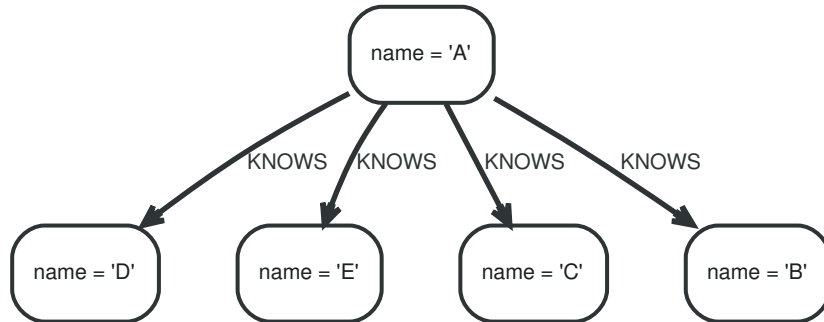 name = 'A'
KNOWS KNOWS KNOWS KNOWS
name = 'D' name = 'E' name = 'C' name = 'B'